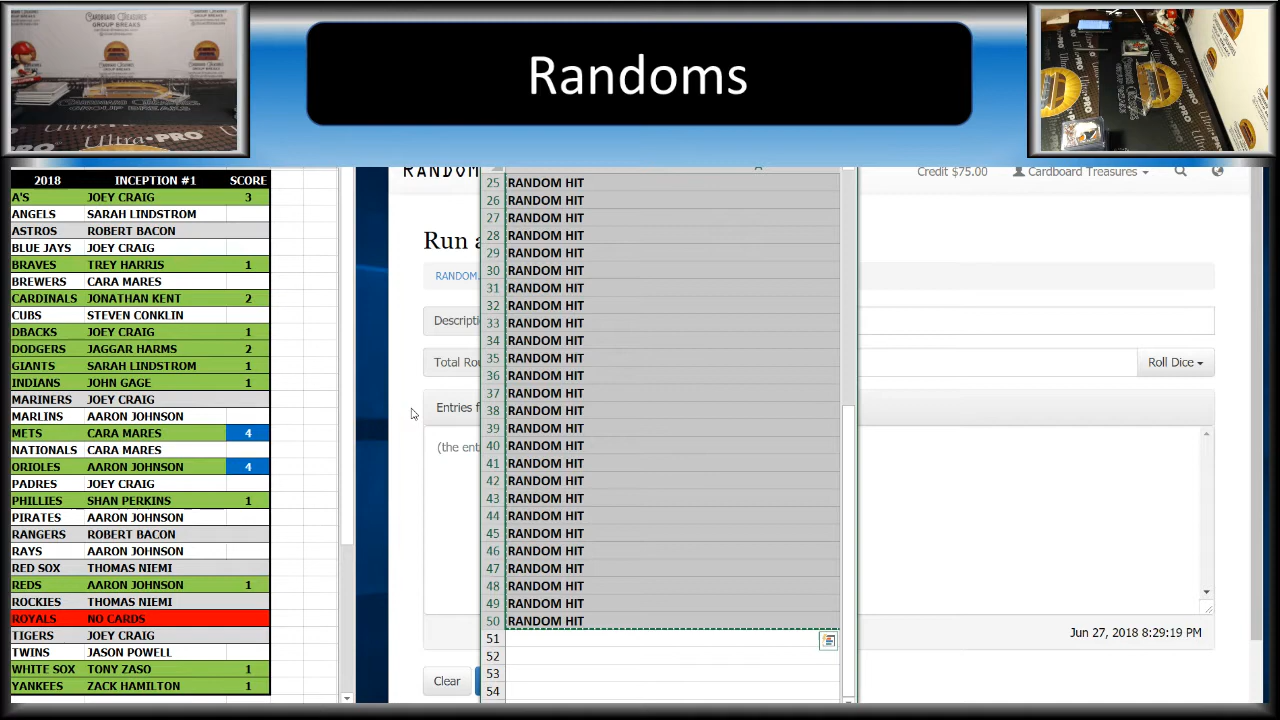 CARDBOARD TREASURES
GROUP BREAKS
Ultra•PRO
Randoms
2018 INCEPTION #1 SCORE
A'S JOEY CRAIG 3
ANGELS SARAH LINDSTROM
ASTROS ROBERT BACON
BLUE JAYS JOEY CRAIG
BRAVES TREY HARRIS 1
BREWERS CARA MARES
CARDINALS JONATHAN KENT 2
CUBS STEVEN CONKLIN
DBACKS JOEY CRAIG 1
DODGERS JAGGAR HARMS 2
GIANTS SARAH LINDSTROM 1
INDIANS JOHN GAGE 1
MARINERS JOEY CRAIG
MARLINS AARON JOHNSON
METS CARA MARES 4
NATIONALS CARA MARES
ORIOLES AARON JOHNSON 4
PADRES JOEY CRAIG
PHILLIES SHAN PERKINS 1
PIRATES AARON JOHNSON
RANGERS ROBERT BACON
RAYS AARON JOHNSON
RED SOX THOMAS NIEMI
REDS AARON JOHNSON 1
ROCKIES THOMAS NIEMI
ROYALS NO CARDS
TIGERS JOEY CRAIG
TWINS JASON POWELL
WHITE SOX TONY ZASO 1
YANKEES ZACK HAMILTON 1
RANDOM
Credit $75.00 Cardboard Treasures
Run a
RANDOM.
Descripti
Total Rou
Roll Dice
Entries f
(the ent
Jun 27, 2018 8:29:19 PM
Clear
25 RANDOM HIT
26 RANDOM HIT
27 RANDOM HIT
28 RANDOM HIT
29 RANDOM HIT
30 RANDOM HIT
31 RANDOM HIT
32 RANDOM HIT
33 RANDOM HIT
34 RANDOM HIT
35 RANDOM HIT
36 RANDOM HIT
37 RANDOM HIT
38 RANDOM HIT
39 RANDOM HIT
40 RANDOM HIT
41 RANDOM HIT
42 RANDOM HIT
43 RANDOM HIT
44 RANDOM HIT
45 RANDOM HIT
46 RANDOM HIT
47 RANDOM HIT
48 RANDOM HIT
49 RANDOM HIT
50 RANDOM HIT
51
52
53
54